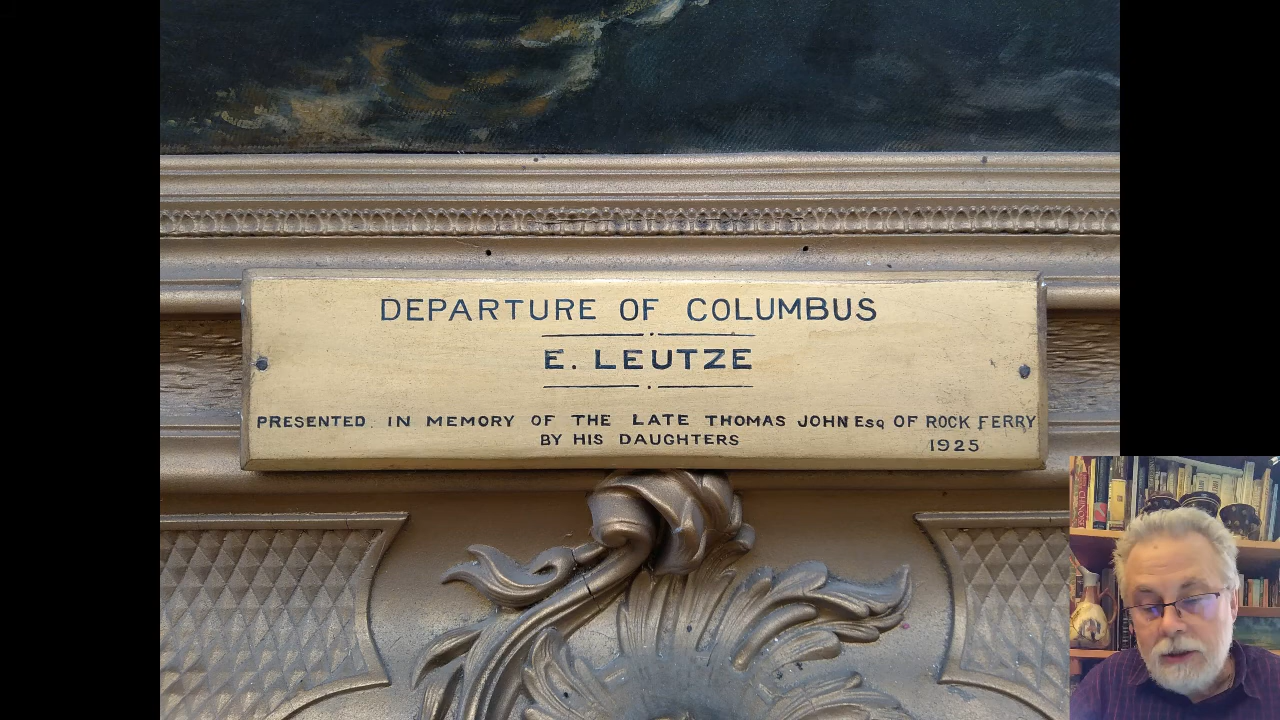 DEPARTURE OF COLUMBUS
E. LEUTZE
PRESENTED IN MEMORY OF THE LATE THOMAS JOHN ESQ OF ROCK FERRY
BY HIS DAUGHTERS
1925